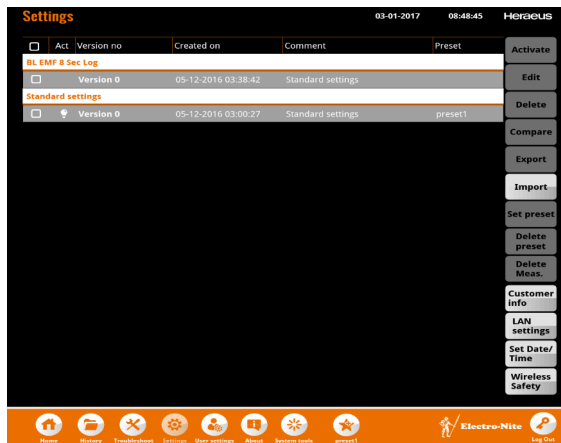 Settings 03-01-2017 08:48:45 Heraeus
Act Version no Created on Comment Preset
BL EMF 8 Sec Log
Version 0 05-12-2016 03:38:42 Standard settings
Standard settings
Version 0 05-12-2016 03:00:27 Standard settings preset1
Activate
Edit
Delete
Compare
Export
Import
Set preset
Delete
preset
Delete
Meas.
Customer
info
LAN
settings
Set Date/
Time
Wireless
Safety
Electro-Nite
Home History Troubleshoot Settings User settings About System tools preset1 Log Out